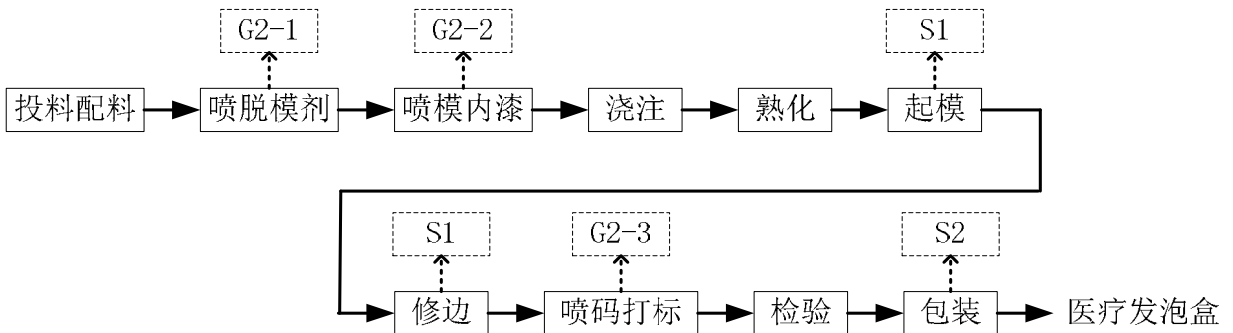 G2-1
G2-2
S1
投料配料
喷脱模剂
喷模内漆
浇注
熟化
起模
S1
G2-3
S2
修边
喷码打标
检验
包装
医疗发泡盒